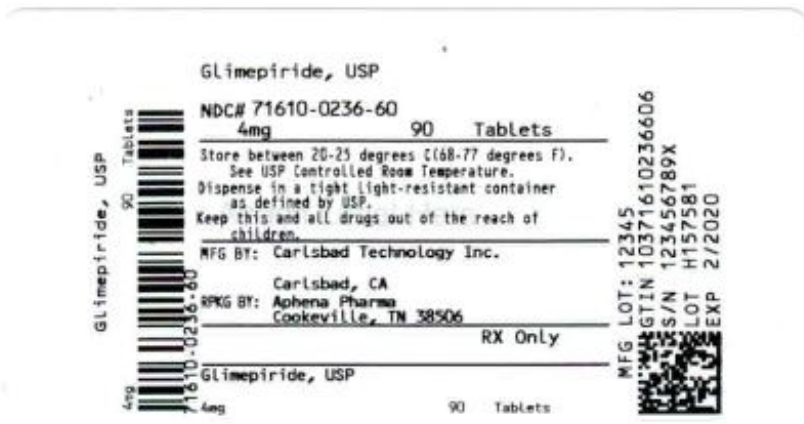 Glimepiride, USP
NDC# 71610-0236-60
4mg 90 Tablets
Store between 20-25 degrees C(68-77 degrees F).
See USP Controlled Room Temperature.
Dispense in a tight light-resistant container
as defined by USP.
Keep this and all drugs out of the reach of
children.
MFG BY: Carlsbad Technology Inc.
Carlsbad, CA
RPKG BY: Aphena Pharma
Cookeville, TN 38506
RX Only
Glimepiride, USP
4mg 90 Tablets
Glimepiride, USP
4mg 90 Tablets
71610-0236-60
MFG LOT: 12345
GTIN 10371610236606
S/N 123456789X
LOT H157581
EXP 2/2020